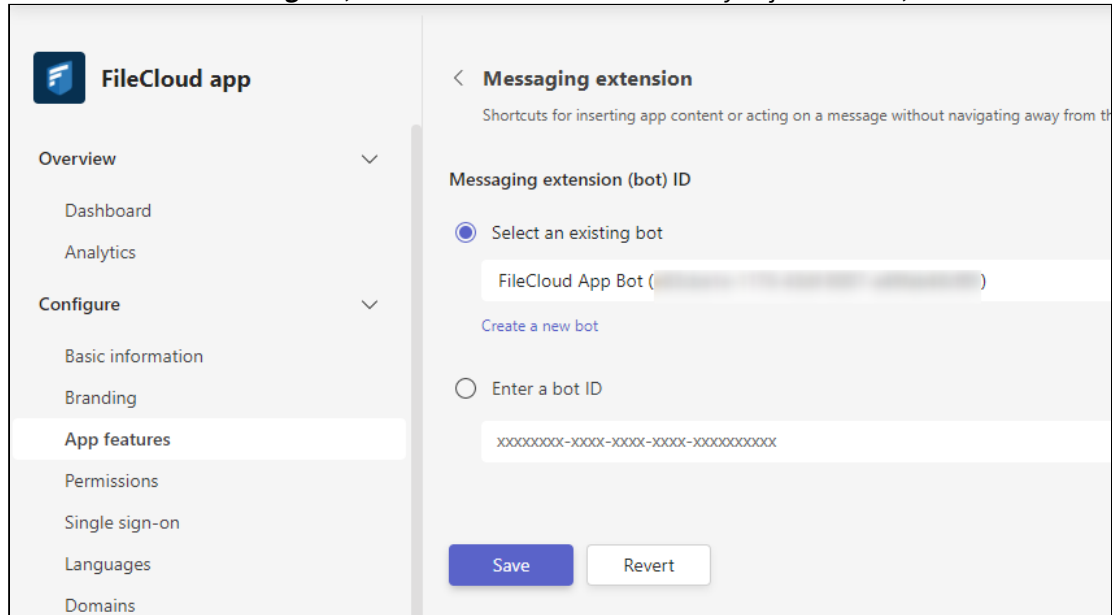 FileCloud app
Overview
Dashboard
Analytics
Configure
Basic information
Branding
App features
Permissions
Single sign-on
Languages
Domains
Messaging extension
Shortcuts for inserting app content or acting on a message without navigating away from
Messaging extension (bot) ID
Select an existing bot
FileCloud App Bot ( )
Create a new bot
Enter a bot ID
xxxxxxxx-xxxx-xxxx-xxxx-xxxxxxxxxx
Save Revert